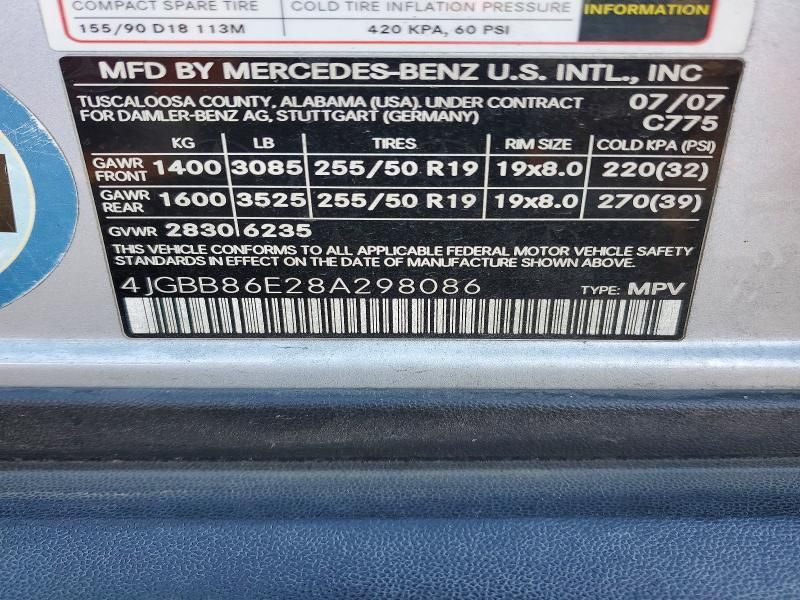 COMPACT SPARE TIRE COLD TIRE INFLATION PRESSURE
155/90 D18 113M 420 KPA, 60 PSI
INFORMATION
MFD BY MERCEDES-BENZ U.S. INTL., INC
TUSCALOOSA COUNTY, ALABAMA (USA), UNDER CONTRACT 07/07
FOR DAIMLER-BENZ AG, STUTTGART (GERMANY) C775
KG LB TIRES RIM SIZE COLD KPA (PSI)
GAWR FRONT 1400 3085 255/50 R19 19x8.0 220(32)
GAWR REAR 1600 3525 255/50 R19 19x8.0 270(39)
GVWR 2830 6235
THIS VEHICLE CONFORMS TO ALL APPLICABLE FEDERAL MOTOR VEHICLE SAFETY
STANDARDS IN EFFECT ON THE DATE OF MANUFACTURE SHOWN ABOVE.
4JGBB86E28A298086 TYPE: MPV